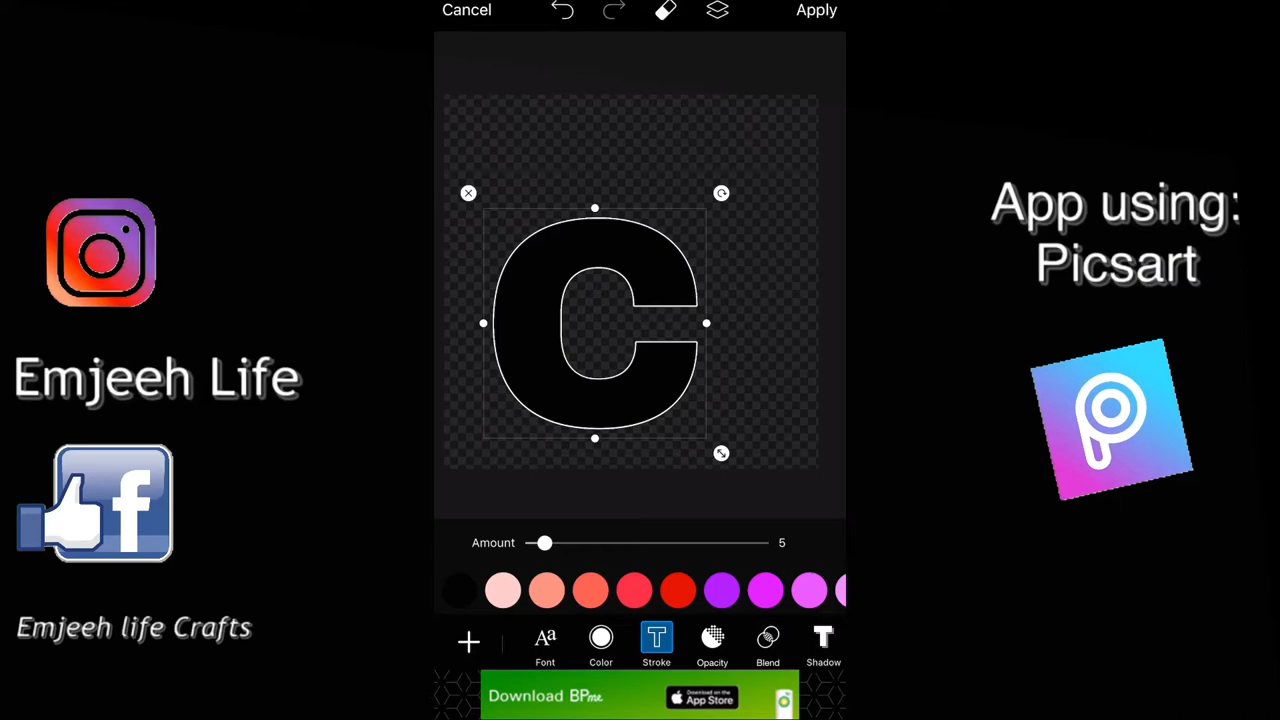 Cancel
Apply
App using:
Picsart
C
Emjeeh Life
f
Emjeeh life Crafts
Amount
5
Aa
T
T
Font
Color
Stroke
Opacity
Blend
Shadow
Download BPme
Download on the
App Store